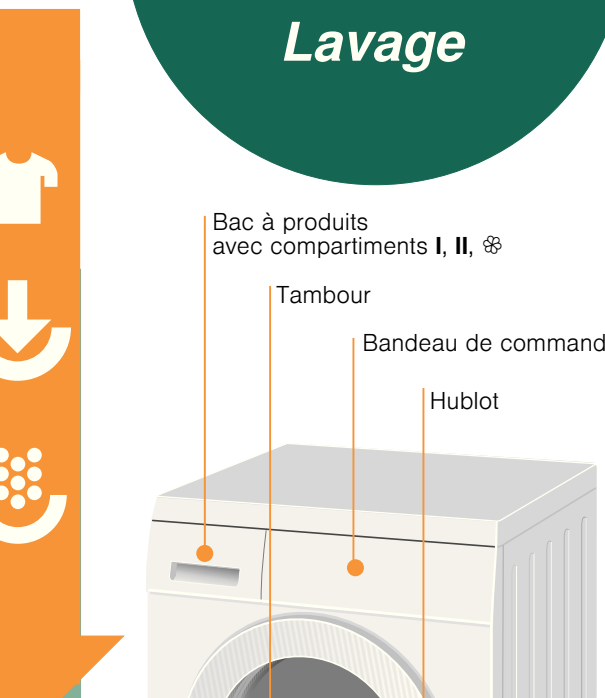 Lavage
Bac à produits
avec compartiments I, II, ❀
Tambour
Bandeau de command
Hublot